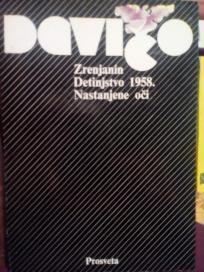 DAVIČO
Zrenjanin
Detinjstvo 1958.
Nastanjene oči
Prosveta